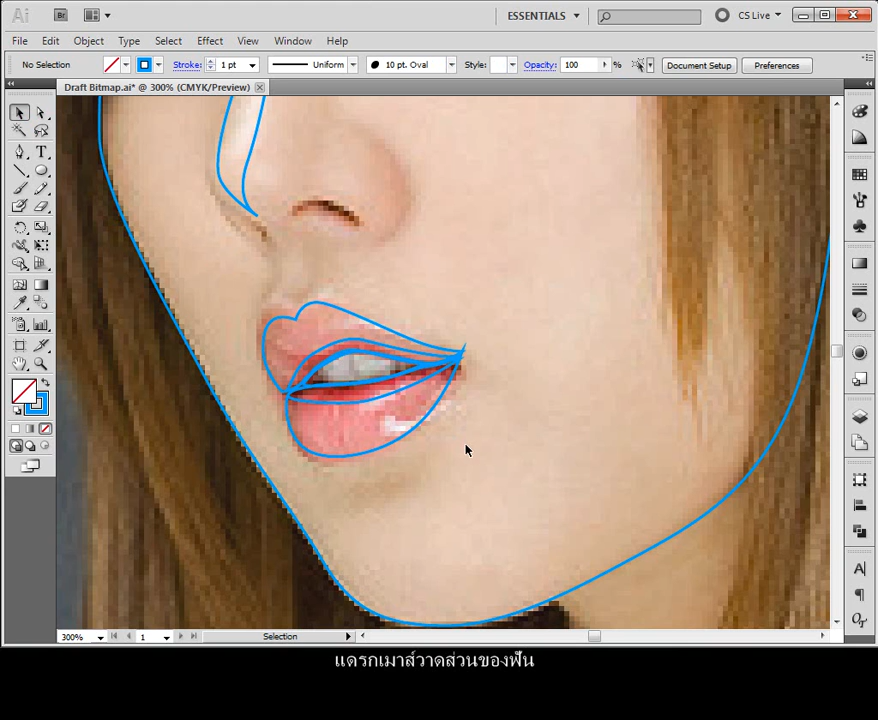 Ai Br ESSENTIALS CS Live
File Edit Object Type Select Effect View Window Help
No Selection Stroke: 1 pt Uniform 10 pt. Oval Style: Opacity: 100 % Document Setup Preferences
Draft Bitmap.ai* @ 300% (CMYK/Preview)
300% 1 Selection
แดรกเมาส์วาดส่วนของฟัน